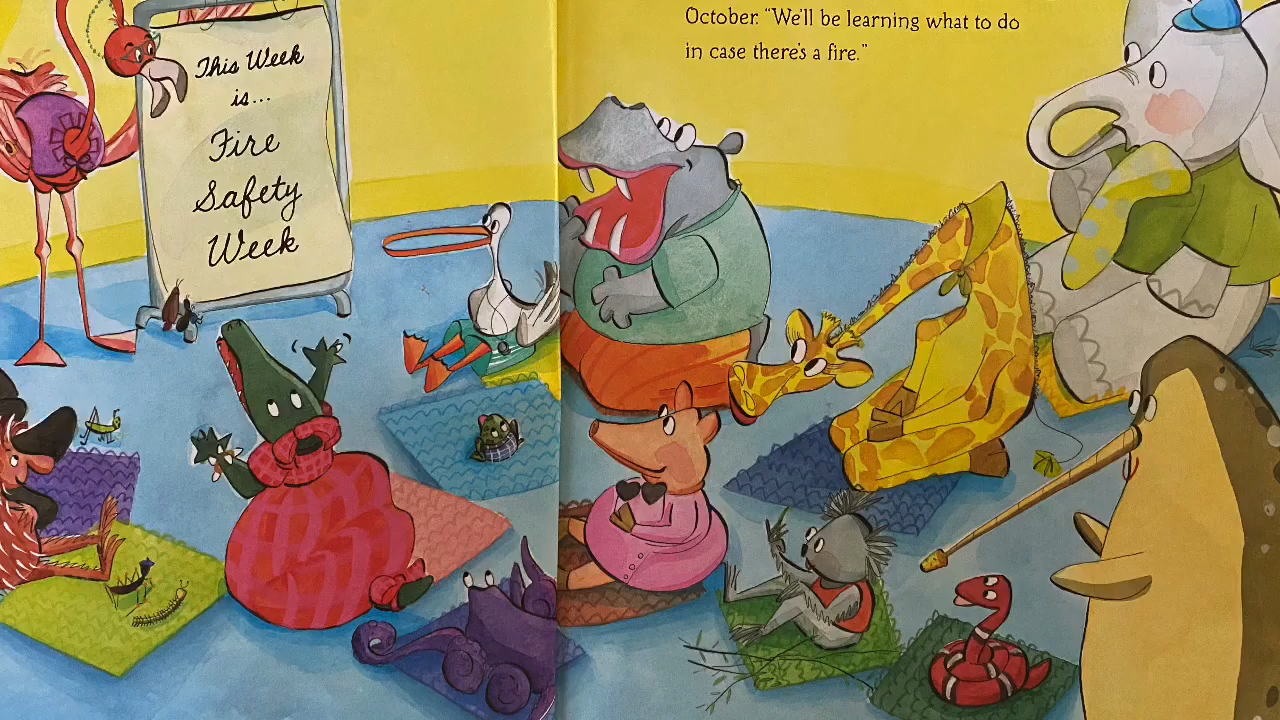 This Week
is...
Fire
Safety
Week
October. "We'll be learning what to do
in case there's a fire."